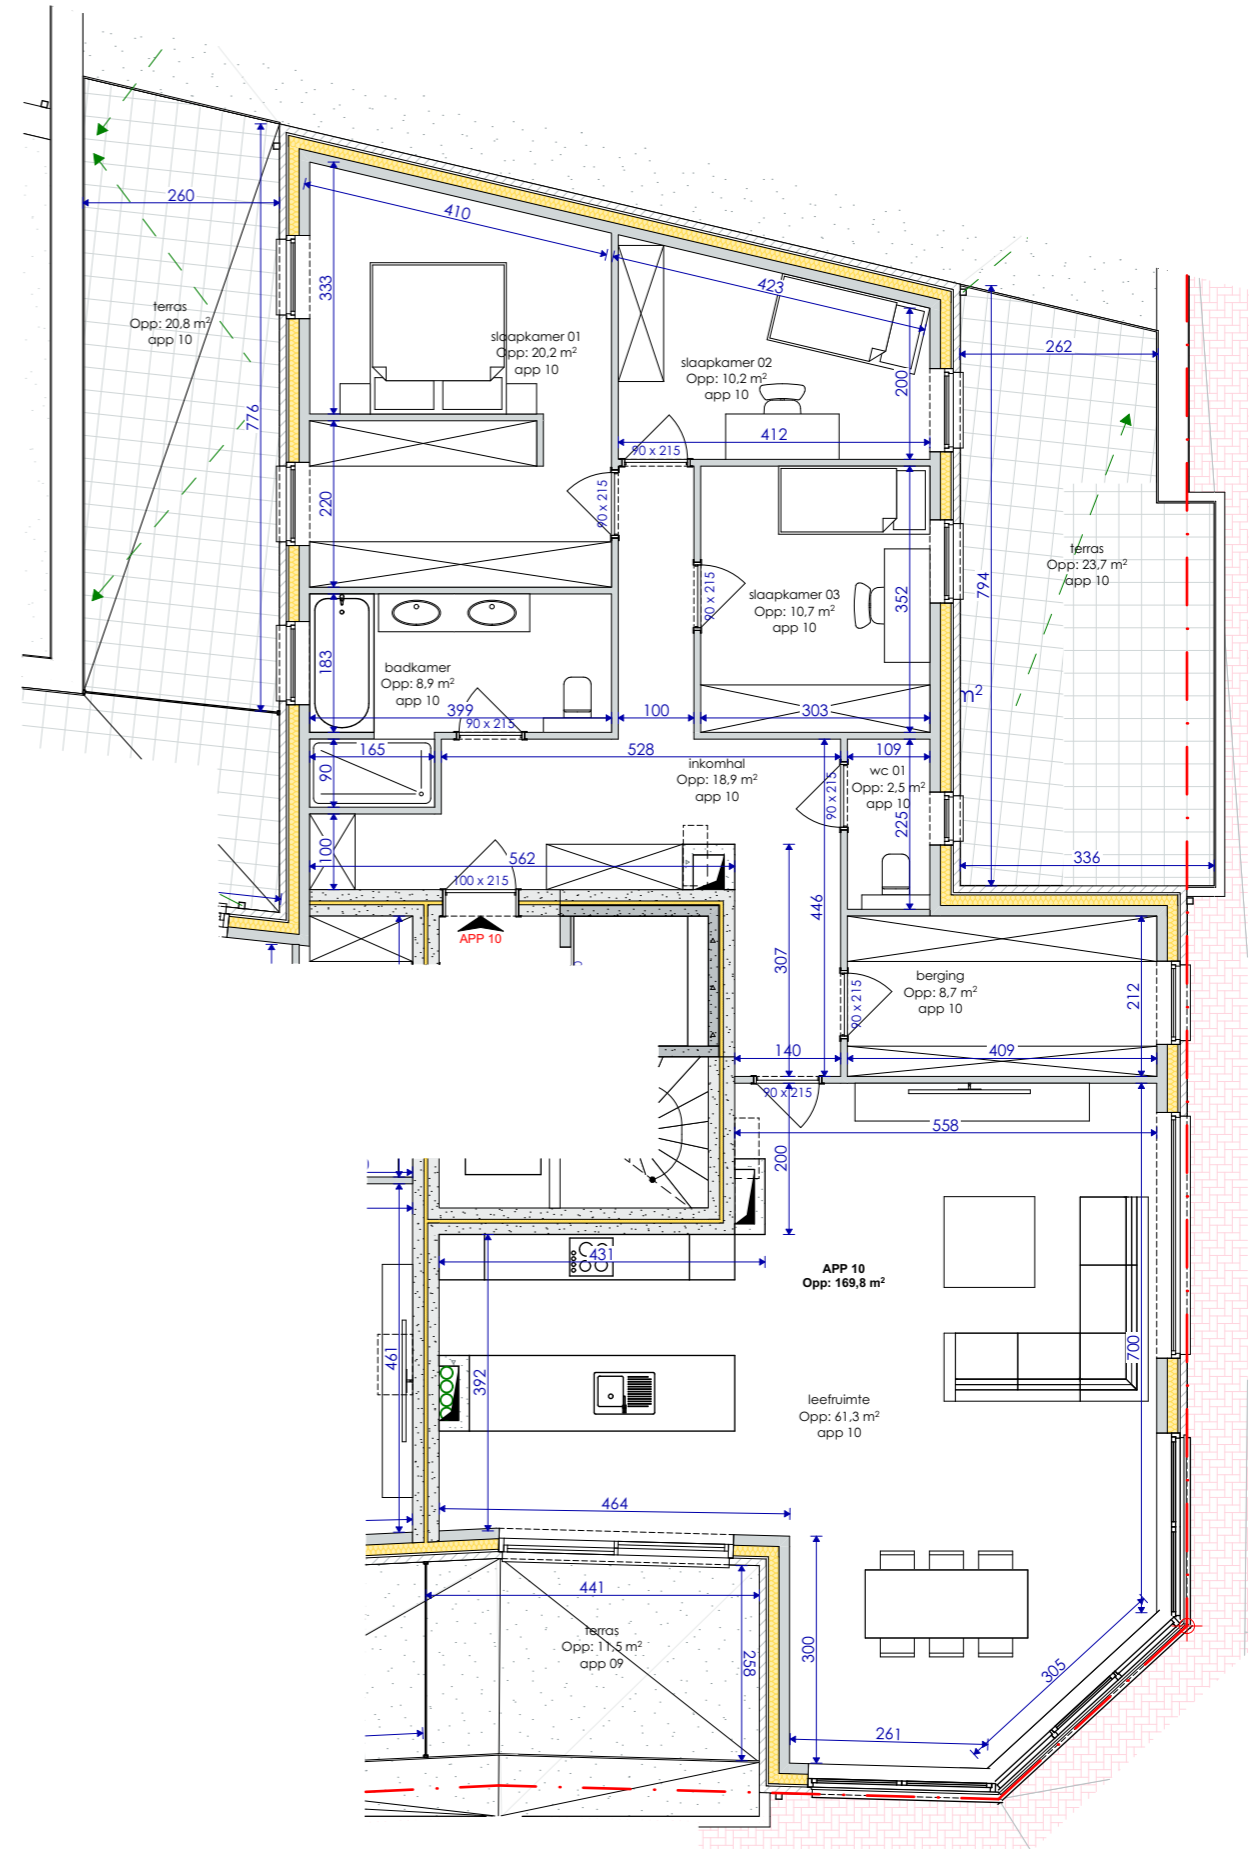 260
410
333
423
terras
Opp: 20,8 m²
app 10
slaapkamer 01
Opp: 20,2 m²
app 10
slaapkamer 02
Opp: 10,2 m²
app 10
262
200
776
412
90 x 215
90 x 215
220
terras
Opp: 23,7 m²
app 10
90 x 215
slaapkamer 03
Opp: 10,7 m²
app 10
352
794
183
badkamer
Opp: 8,9 m²
app 10
m²
399
90 x 215
100
303
165
528
109
90
inkomhal
Opp: 18,9 m²
app 10
90 x 215
wc 01
Opp: 2,5 m²
app 10
225
100
562
336
100 x 215
446
APP 10
307
berging
Opp: 8,7 m²
app 10
90 x 215
212
140
409
90 x 215
558
200
431
APP 10
Opp: 169,8 m²
461
392
700
leefruimte
Opp: 61,3 m²
app 10
464
441
terras
Opp: 11,5 m²
app 09
258
300
305
261